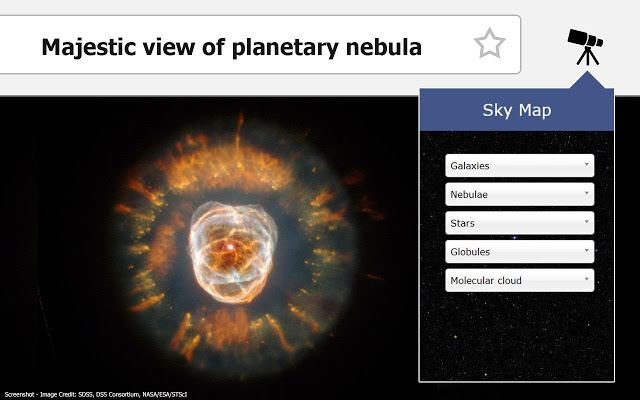 Majestic view of planetary nebula
Sky Map
Galaxies
Nebulae
Stars
Globules
Molecular cloud
Screenshot - Image Credit: SDSS, DSS Consortium, NASA/ESA/STScI